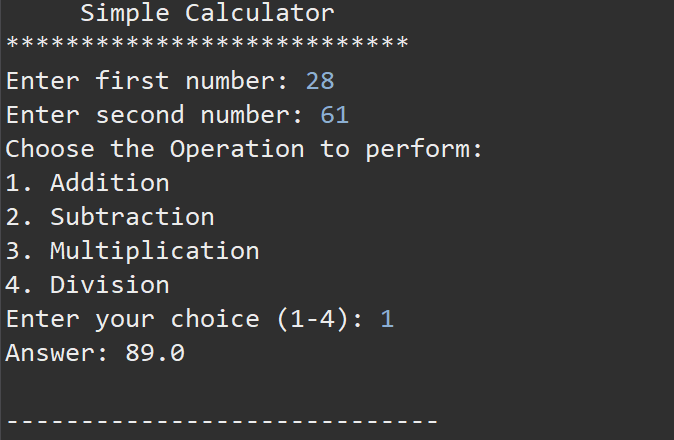 Simple Calculator
***************************
Enter first number: 28
Enter second number: 61
Choose the Operation to perform:
1. Addition
2. Subtraction
3. Multiplication
4. Division
Enter your choice (1-4): 1
Answer: 89.0
-----------------------------